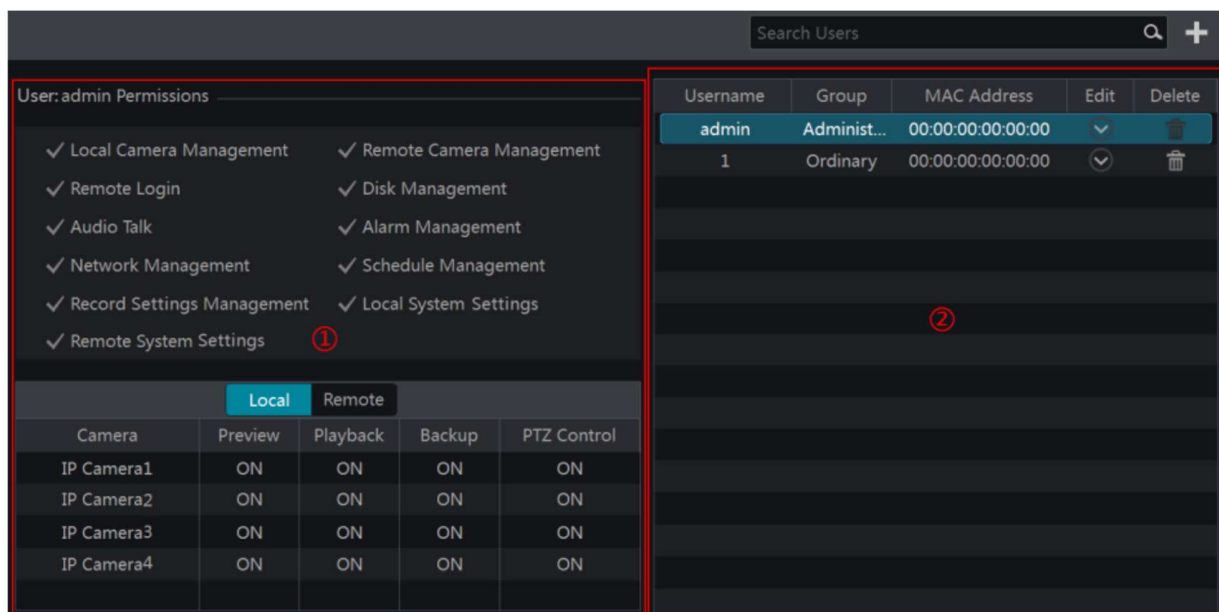 Search Users
User:admin Permissions
Local Camera Management Remote Camera Management
Remote Login Disk Management
Audio Talk Alarm Management
Network Management Schedule Management
Record Settings Management Local System Settings
Remote System Settings ①
Local Remote
Camera Preview Playback Backup PTZ Control
IP Camera1 ON ON ON ON
IP Camera2 ON ON ON ON
IP Camera3 ON ON ON ON
IP Camera4 ON ON ON ON
Username Group MAC Address Edit Delete
admin Administ... 00:00:00:00:00:00
1 Ordinary 00:00:00:00:00:00
②